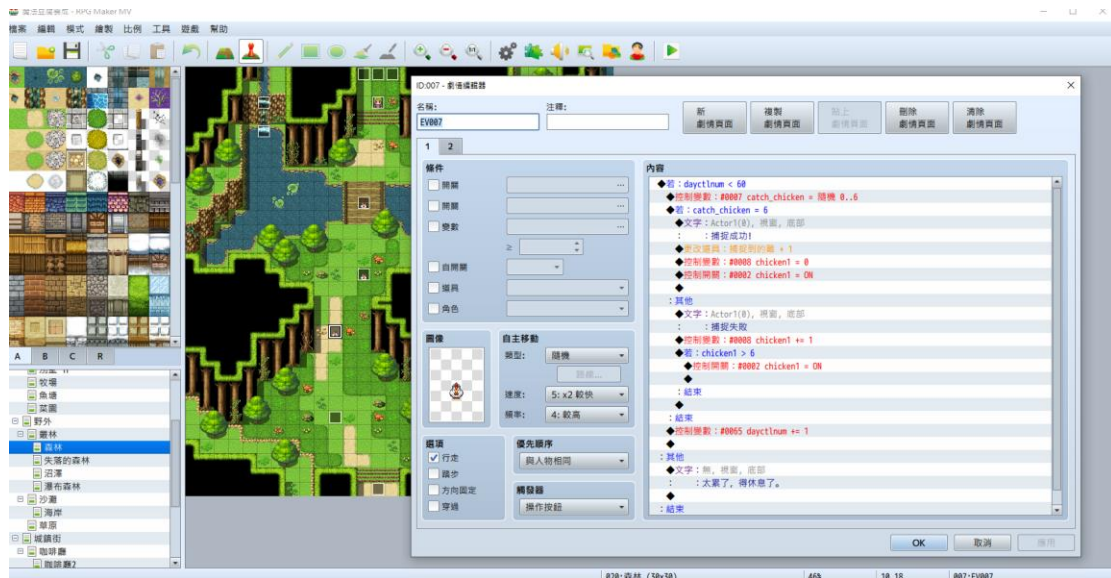 魔法豆腐養成 - RPG Maker MV
檔案 編輯 模式 繪製 比例 工具 遊戲 幫助
ID:007 - 劇情編輯器
名稱:
注釋:
EV007
新
劇情頁面
複製
劇情頁面
貼上
劇情頁面
刪除
劇情頁面
清除
劇情頁面
1 2
條件
開關
開關
變數
≥
自開關
道具
角色
圖像
自主移動
類型: 隨機
路線...
速度: 5: x2 較快
頻率: 4: 較高
選項
行走
踏步
方向固定
穿過
優先順序
與人物相同
觸發器
操作按鈕
內容
◆若：dayctlnum < 60
◆控制變數：#0007 catch_chicken = 隨機 0..6
◆若：catch_chicken = 6
◆文字：Actor1(0), 視窗, 底部
: ：捕捉成功!
◆更改道具：捕捉到的雞 + 1
◆控制變數：#0008 chicken1 = 0
◆控制開關：#0002 chicken1 = ON
◆
：其他
◆文字：Actor1(0), 視窗, 底部
: ：捕捉失敗
◆控制變數：#0008 chicken1 += 1
◆若：chicken1 > 6
◆控制開關：#0002 chicken1 = ON
◆
：結束
◆
：結束
◆控制變數：#0065 dayctlnum += 1
◆
：其他
◆文字：無, 視窗, 底部
: ：太累了，得休息了。
◆
：結束
OK 取消 應用
A B C R
牧場
魚塘
菜園
野外
叢林
森林
失落的森林
沼澤
瀑布森林
沙灘
海岸
草原
城鎮街
咖啡廳
咖啡廳2
020:森林 (30x30) 46% 10,18 007:EV007